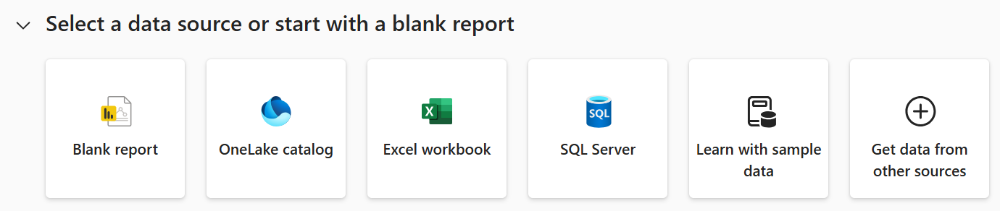 Select a data source or start with a blank report
Blank report
OneLake catalog
Excel workbook
X
SQL
SQL Server
Learn with sample
data
Get data from
other sources